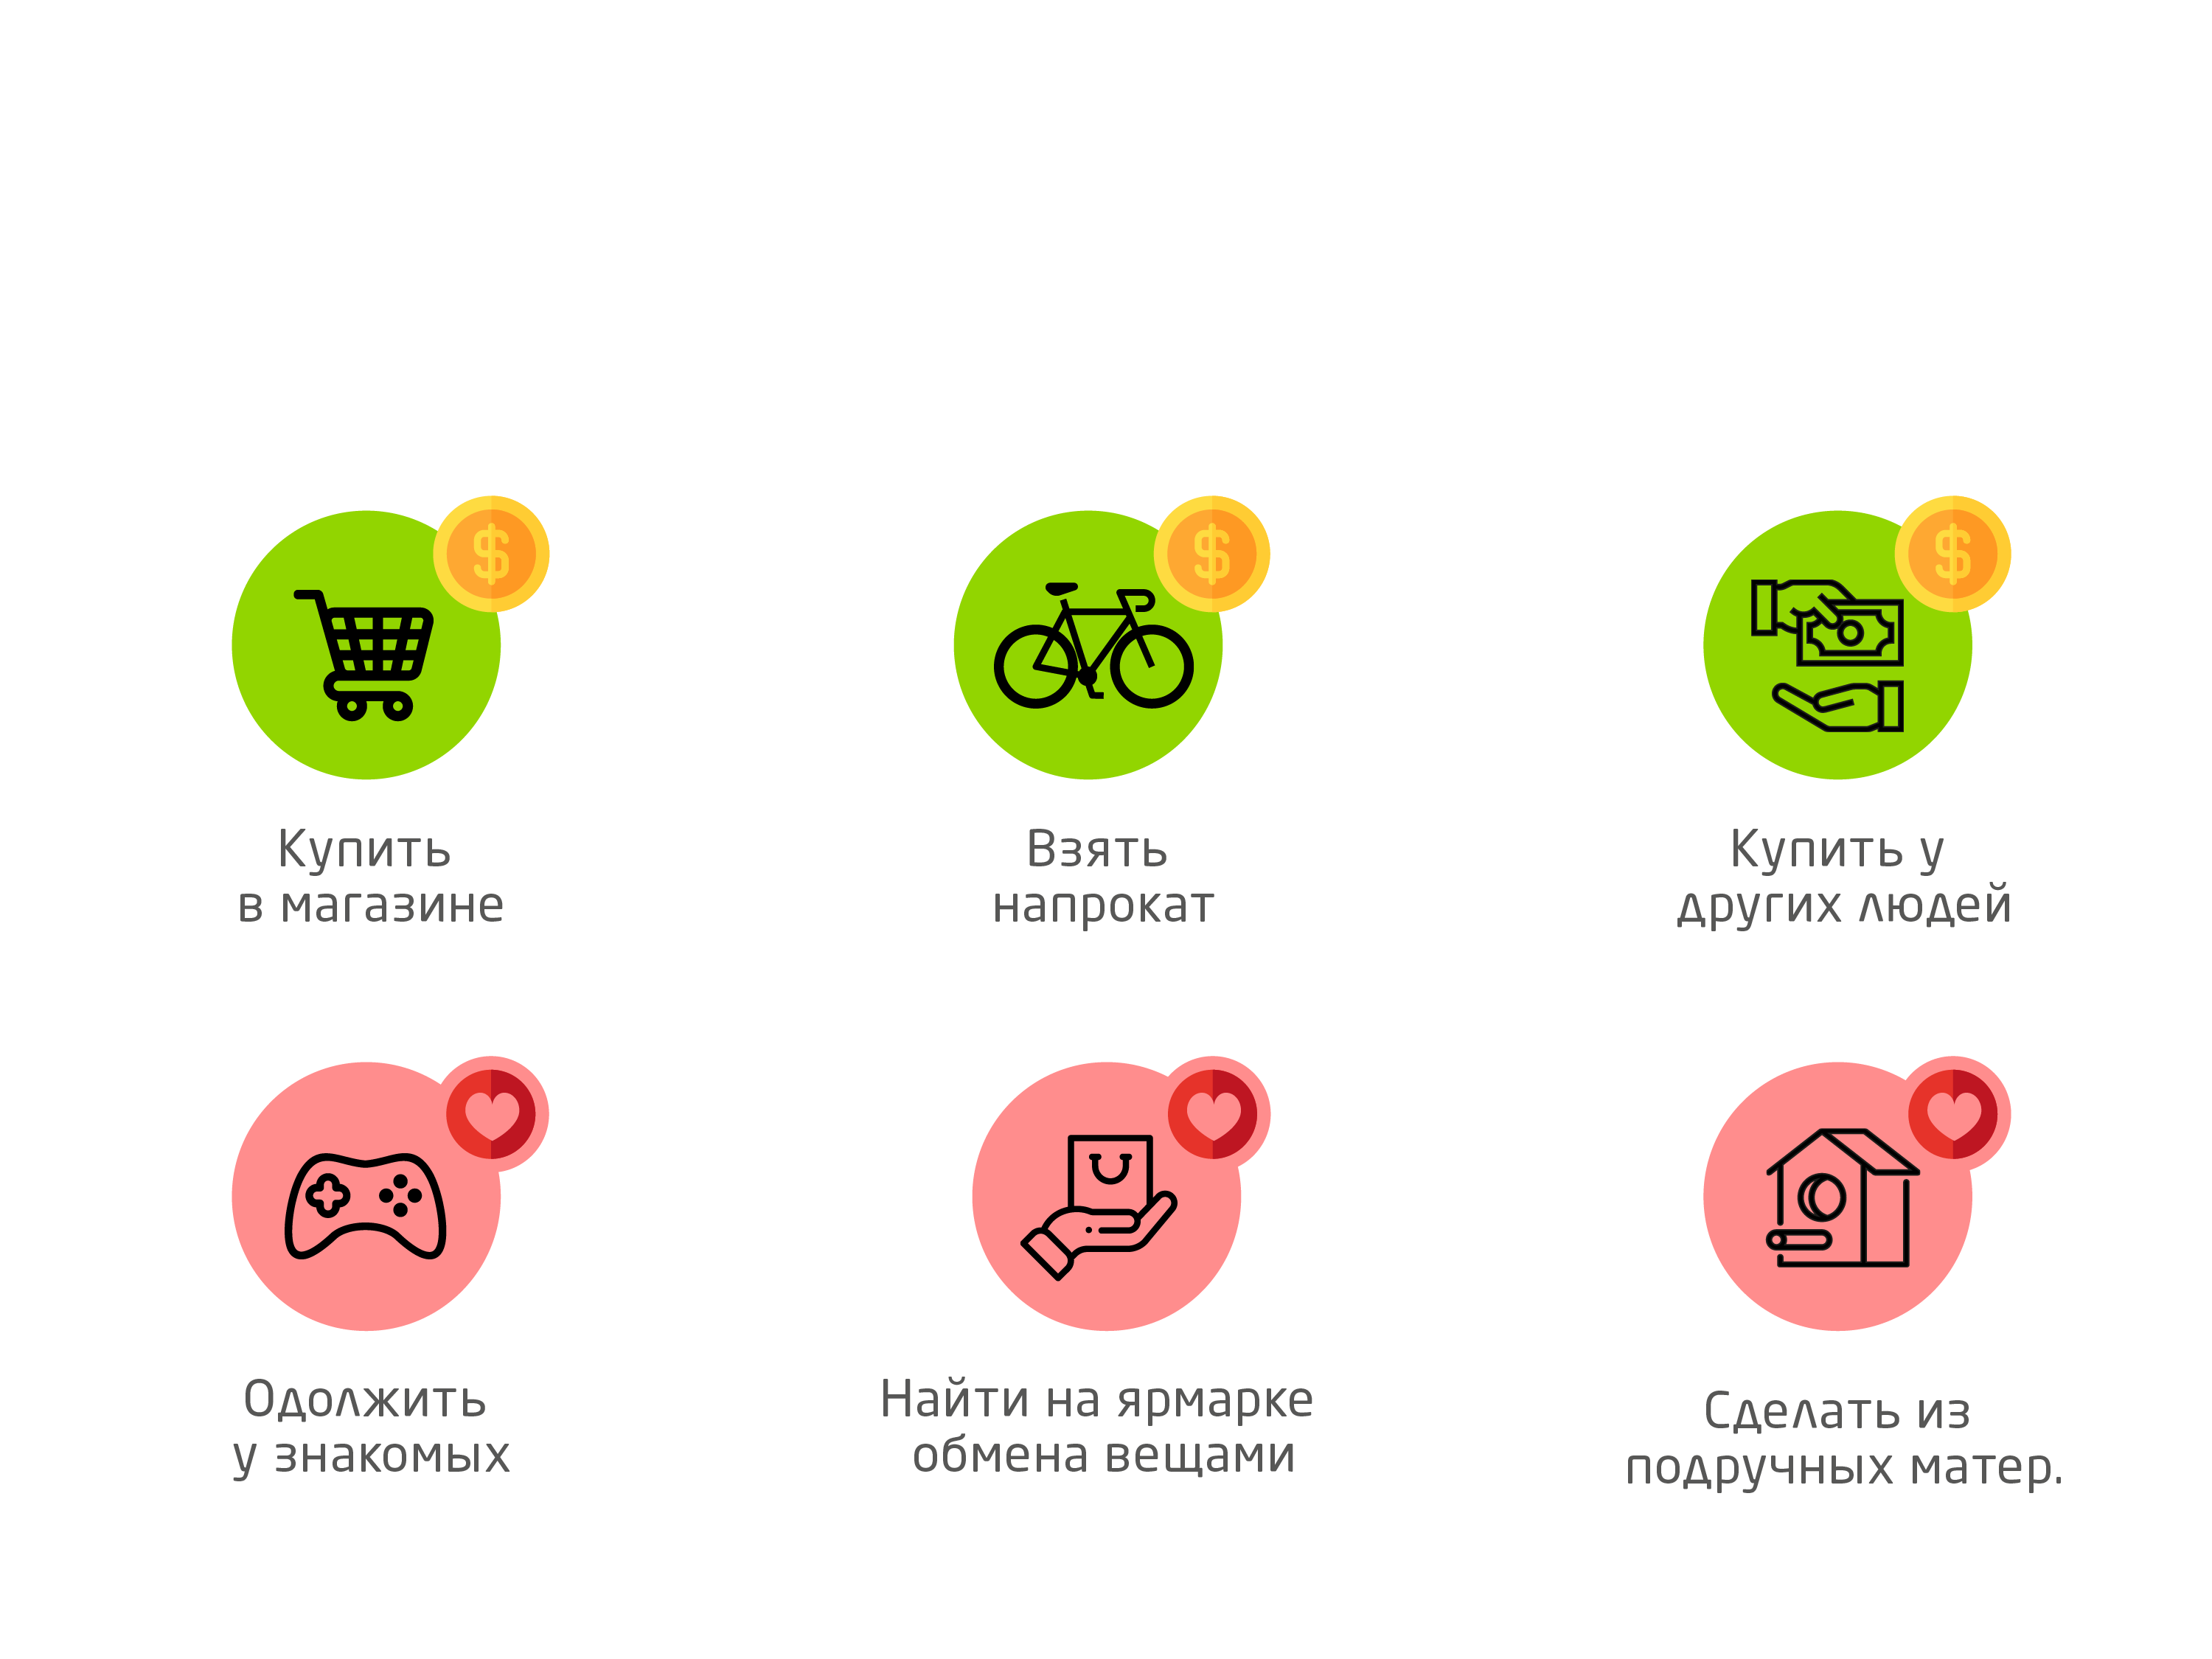 Купить
в магазине
Взять
напрокат
Купить у
других людей
Одолжить
у знакомых
Найти на ярмарке
обмена вещами
Сделать из
подручных матер.